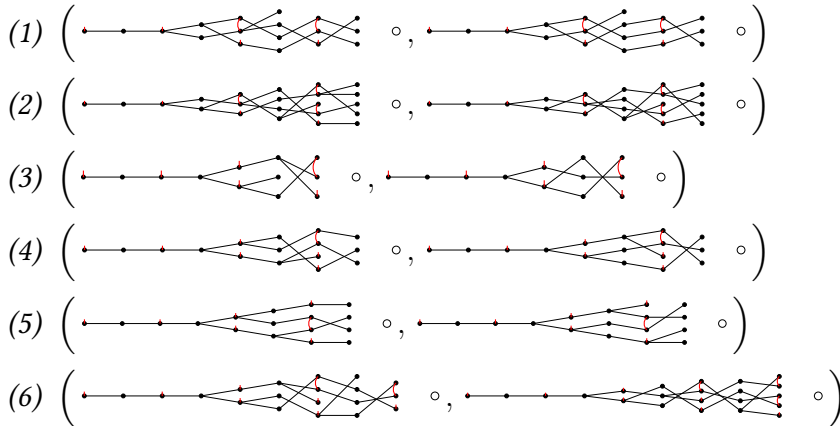 (1) ( , )
(2) ( , )
(3) ( , )
(4) ( , )
(5) ( , )
(6) ( , )